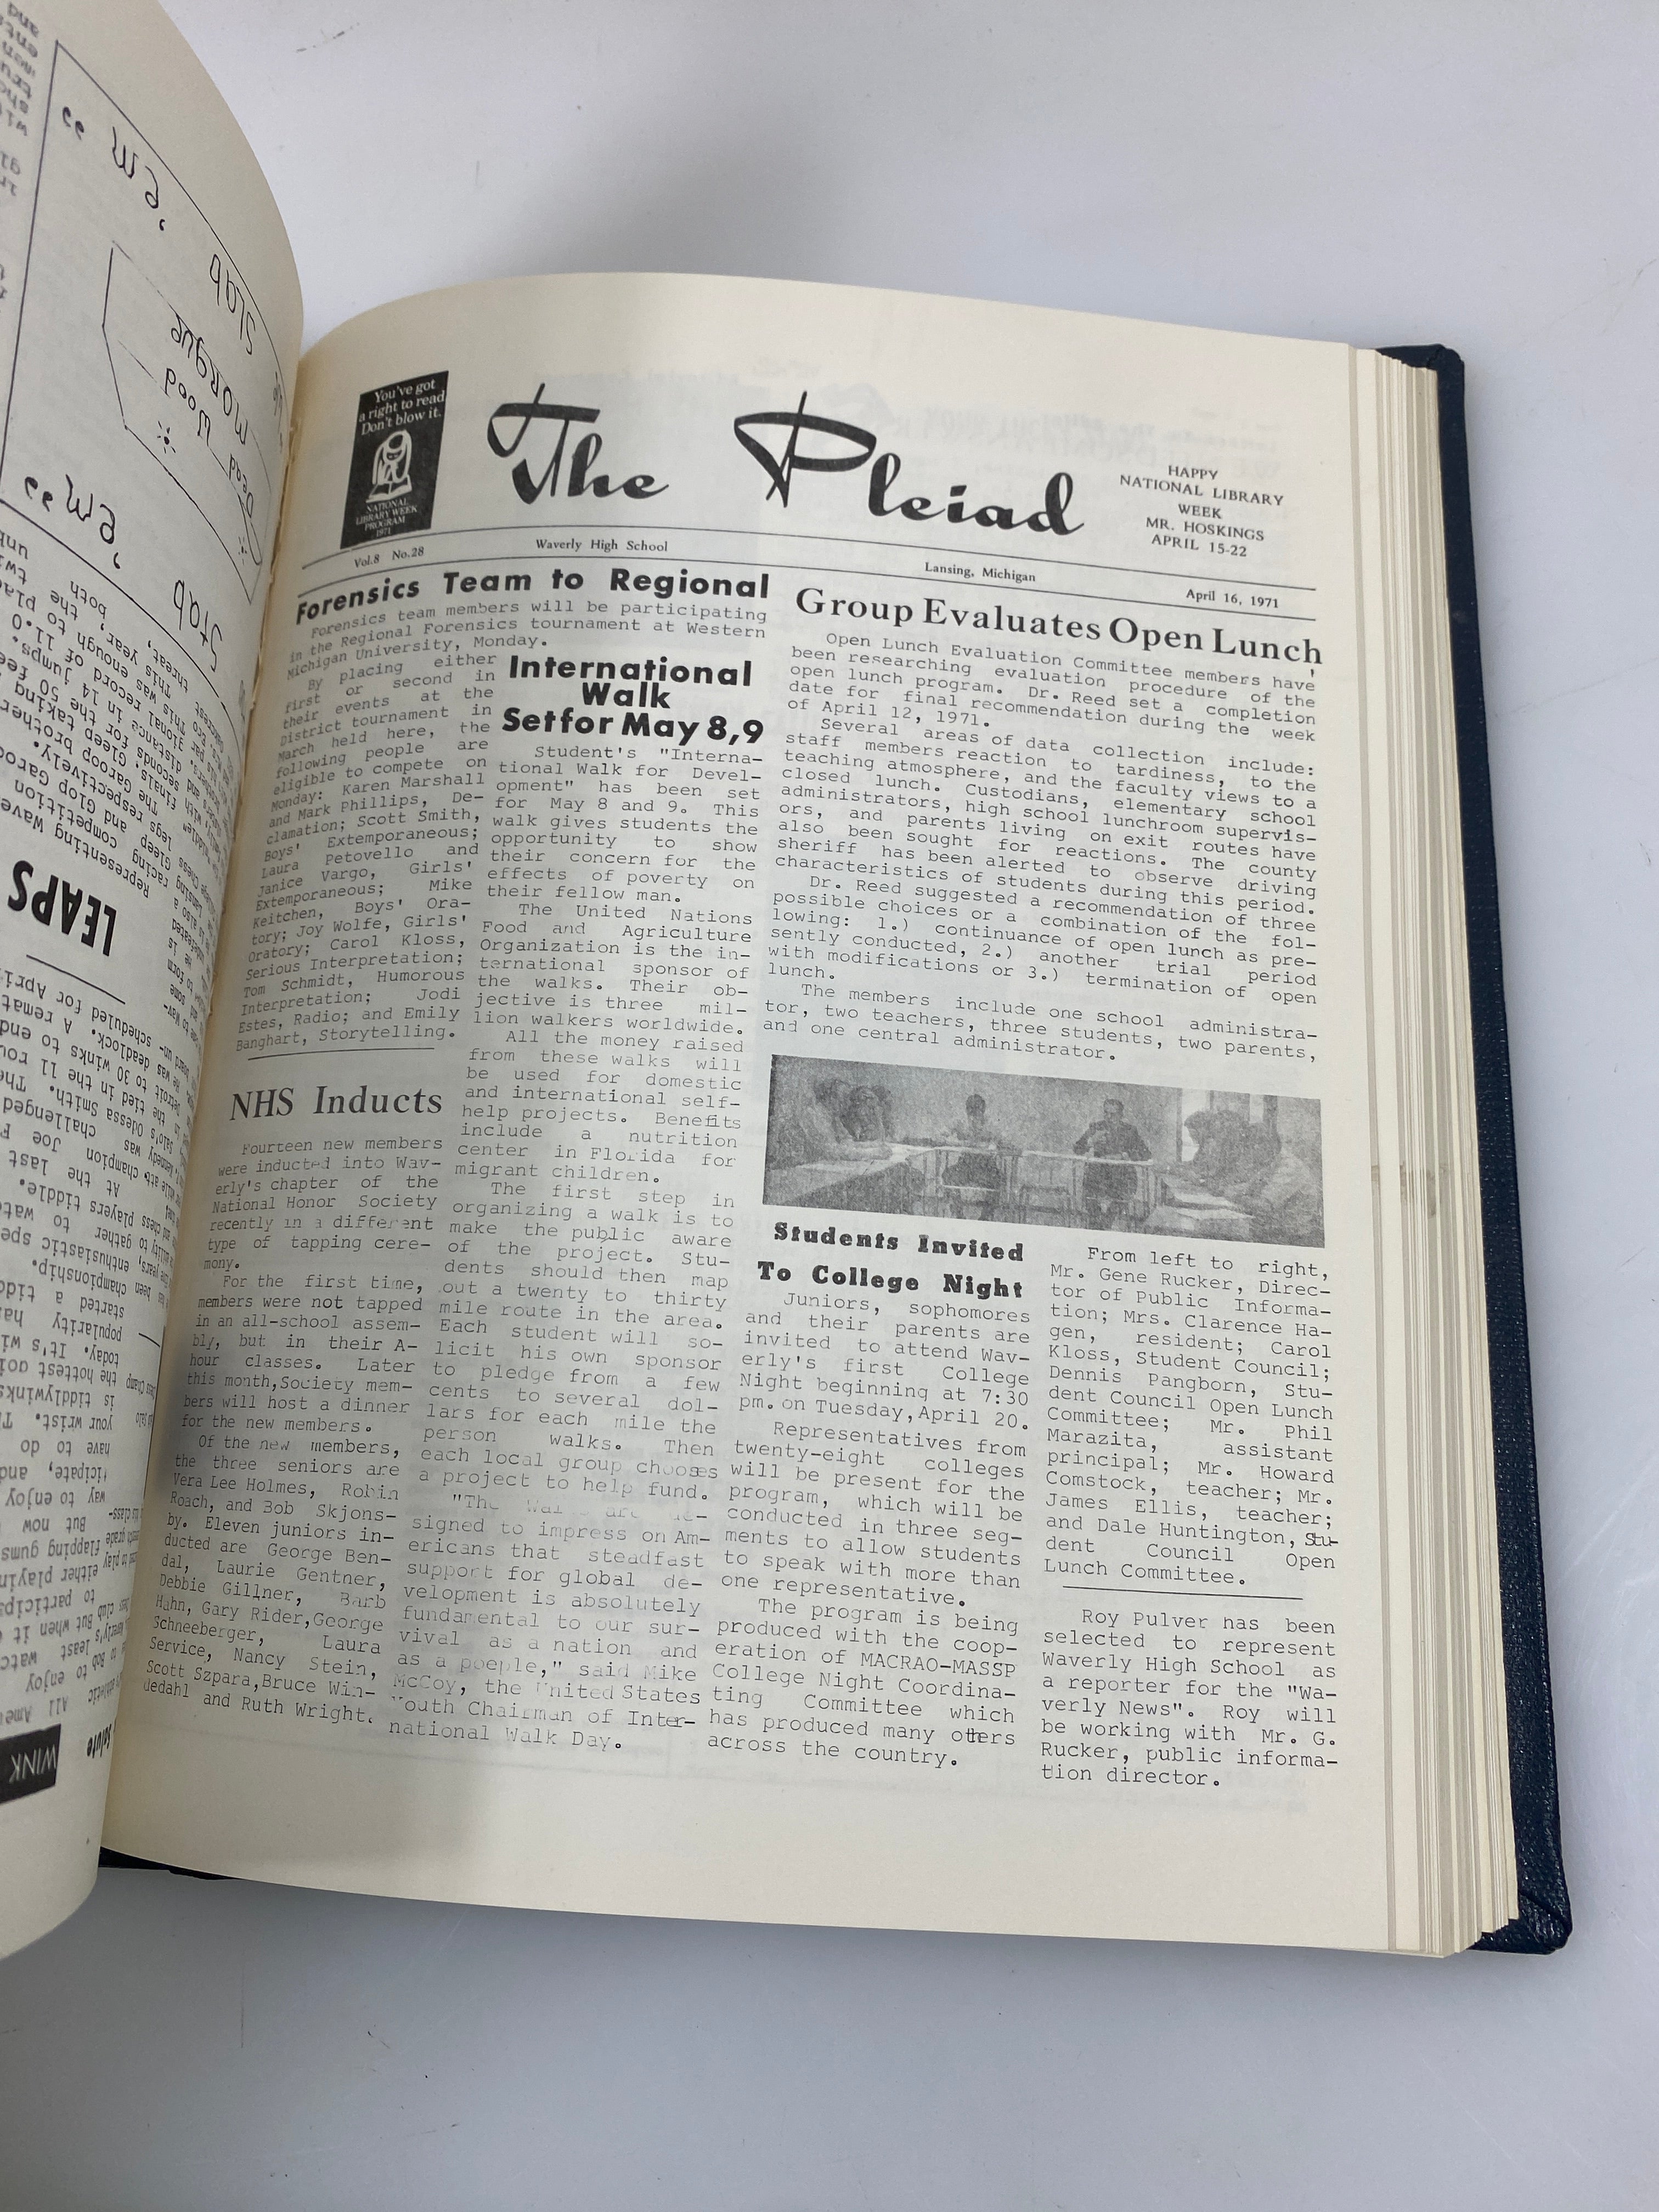 You've got
a right to read
Don't blow it.
NATIONAL
LIBRARY WEEK
PROGRAM
1971
The Pleiad
HAPPY
NATIONAL LIBRARY
WEEK
MR. HOSKINGS
APRIL 15-22
Vol.8 No.28
Waverly High School
Lansing, Michigan
April 16, 1971
Forensics Team to Regional
Forensics team members will be participating
in the Regional Forensics tournament at Western
Michigan University, Monday.
By placing either
first or second in
their events at the
District tournament in
March held here, the
following people are
eligible to compete on
Monday: Karen Marshall
and Mark Phillips, De-
clamation; Scott Smith,
Boys' Extemporaneous;
Laura Petovello and
Janice Vargo, Girls'
Extemporaneous; Mike
Keitchen, Boys' Ora-
tory; Joy Wolfe, Girls'
Oratory; Carol Kloss,
Serious Interpretation;
Tom Schmidt, Humorous
Interpretation; Jodi
Estes, Radio; and Emily
Banghart, Storytelling.
NHS Inducts
Fourteen new members
were inducted into Wav-
erly's chapter of the
National Honor Society
recently in a different
type of tapping cere-
mony.
For the first time,
members were not tapped
in an all-school assem-
bly, but in their A-
hour classes. Later
this month, Society mem-
bers will host a dinner
for the new members.
Of the new members,
the three seniors are
Vera Lee Holmes, Robin
Roach, and Bob Skjons-
by. Eleven juniors in-
ducted are George Ben-
dal, Laurie Gentner,
Debbie Gillner, Barb
Hahn, Gary Rider, George
Schneeberger, Laura
Service, Nancy Stein,
Scott Szpara, Bruce Win-
dedahl and Ruth Wright.
International
Walk
Set for May 8,9
Student's "Interna-
tional Walk for Devel-
opment" has been set
for May 8 and 9. This
walk gives students the
opportunity to show
their concern for the
effects of poverty on
their fellow man.
The United Nations
Food and Agriculture
Organization is the in-
ternational sponsor of
the walks. Their ob-
jective is three mil-
lion walkers worldwide.
All the money raised
from these walks will
be used for domestic
and international self-
help projects. Benefits
include a nutrition
center in Florida for
migrant children.
The first step in
organizing a walk is to
make the public aware
of the project. Stu-
dents should then map
out a twenty to thirty
mile route in the area.
Each student will so-
licit his own sponsor
to pledge from a few
cents to several dol-
lars for each mile the
person walks. Then
each local group chooses
a project to help fund.
"The Walks are de-
signed to impress on Am-
ericans that steadfast
support for global de-
velopment is absolutely
fundamental to our sur-
vival as a nation and
as a poeple," said Mike
McCoy, the United States
Youth Chairman of Inter-
national Walk Day.
Group Evaluates Open Lunch
Open Lunch Evaluation Committee members have
been researching evaluation procedure of the
open lunch program. Dr. Reed set a completion
date for final recommendation during the week
of April 12, 1971.
Several areas of data collection include:
staff members reaction to tardiness, to the
teaching atmosphere, and the faculty views to a
closed lunch. Custodians, elementary school
administrators, high school lunchroom supervis-
ors, and parents living on exit routes have
also been sought for reactions. The county
sheriff has been alerted to observe driving
characteristics of students during this period.
Dr. Reed suggested a recommendation of three
possible choices or a combination of the fol-
lowing: 1.) continuance of open lunch as pre-
sently conducted, 2.) another trial period
with modifications or 3.) termination of open
lunch.
The members include one school administra-
tor, two teachers, three students, two parents,
and one central administrator.
Students Invited
To College Night
Juniors, sophomores
and their parents are
invited to attend Wav-
erly's first College
Night beginning at 7:30
pm. on Tuesday, April 20.
Representatives from
twenty-eight colleges
will be present for the
program, which will be
conducted in three seg-
ments to allow students
to speak with more than
one representative.
The program is being
produced with the coop-
eration of MACRAO-MASSP
College Night Coordina-
ting Committee which
has produced many others
across the country.
From left to right,
Mr. Gene Rucker, Direc-
tor of Public Informa-
tion; Mrs. Clarence Ha-
gen, resident; Carol
Kloss, Student Council;
Dennis Pangborn, Stu-
dent Council Open Lunch
Committee; Mr. Phil
Marazita, assistant
principal; Mr. Howard
Comstock, teacher; Mr.
James Ellis, teacher;
and Dale Huntington, Stu-
dent Council Open
Lunch Committee.
Roy Pulver has been
selected to represent
Waverly High School as
a reporter for the "Wa-
verly News". Roy will
be working with Mr. G.
Rucker, public informa-
tion director.
Stab
'em"
Dead Wood
Morgue
slab
'em"
LEAPS
WINK